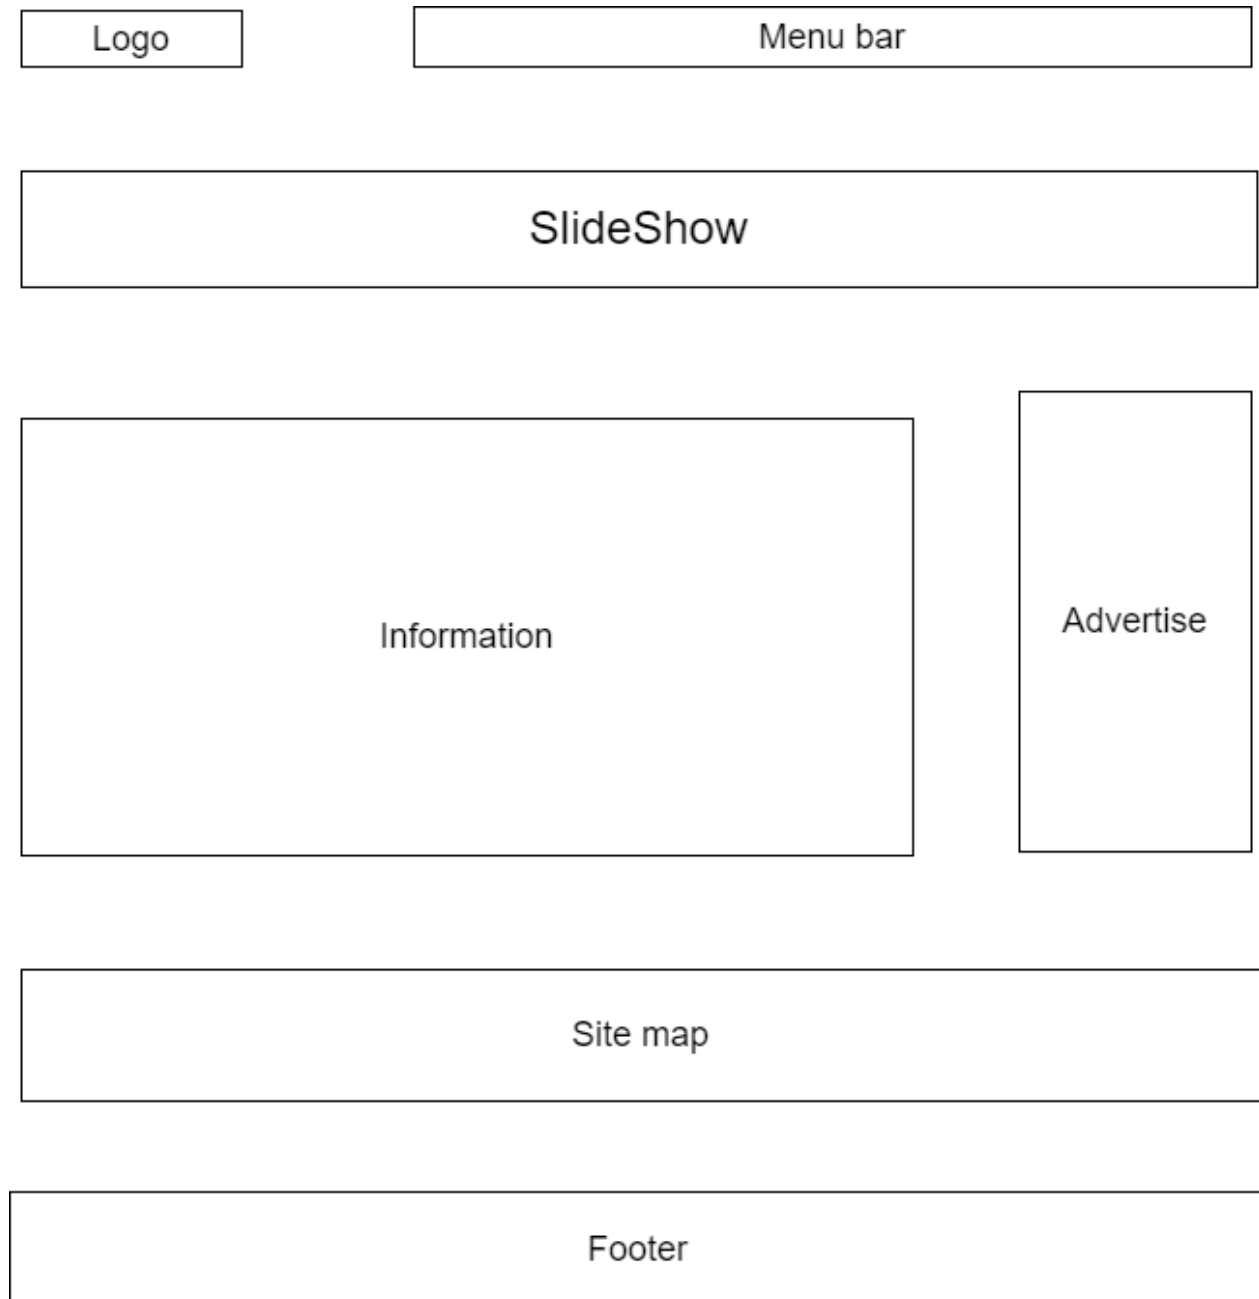 Logo
Menu bar
SlideShow
Information
Advertise
Site map
Footer